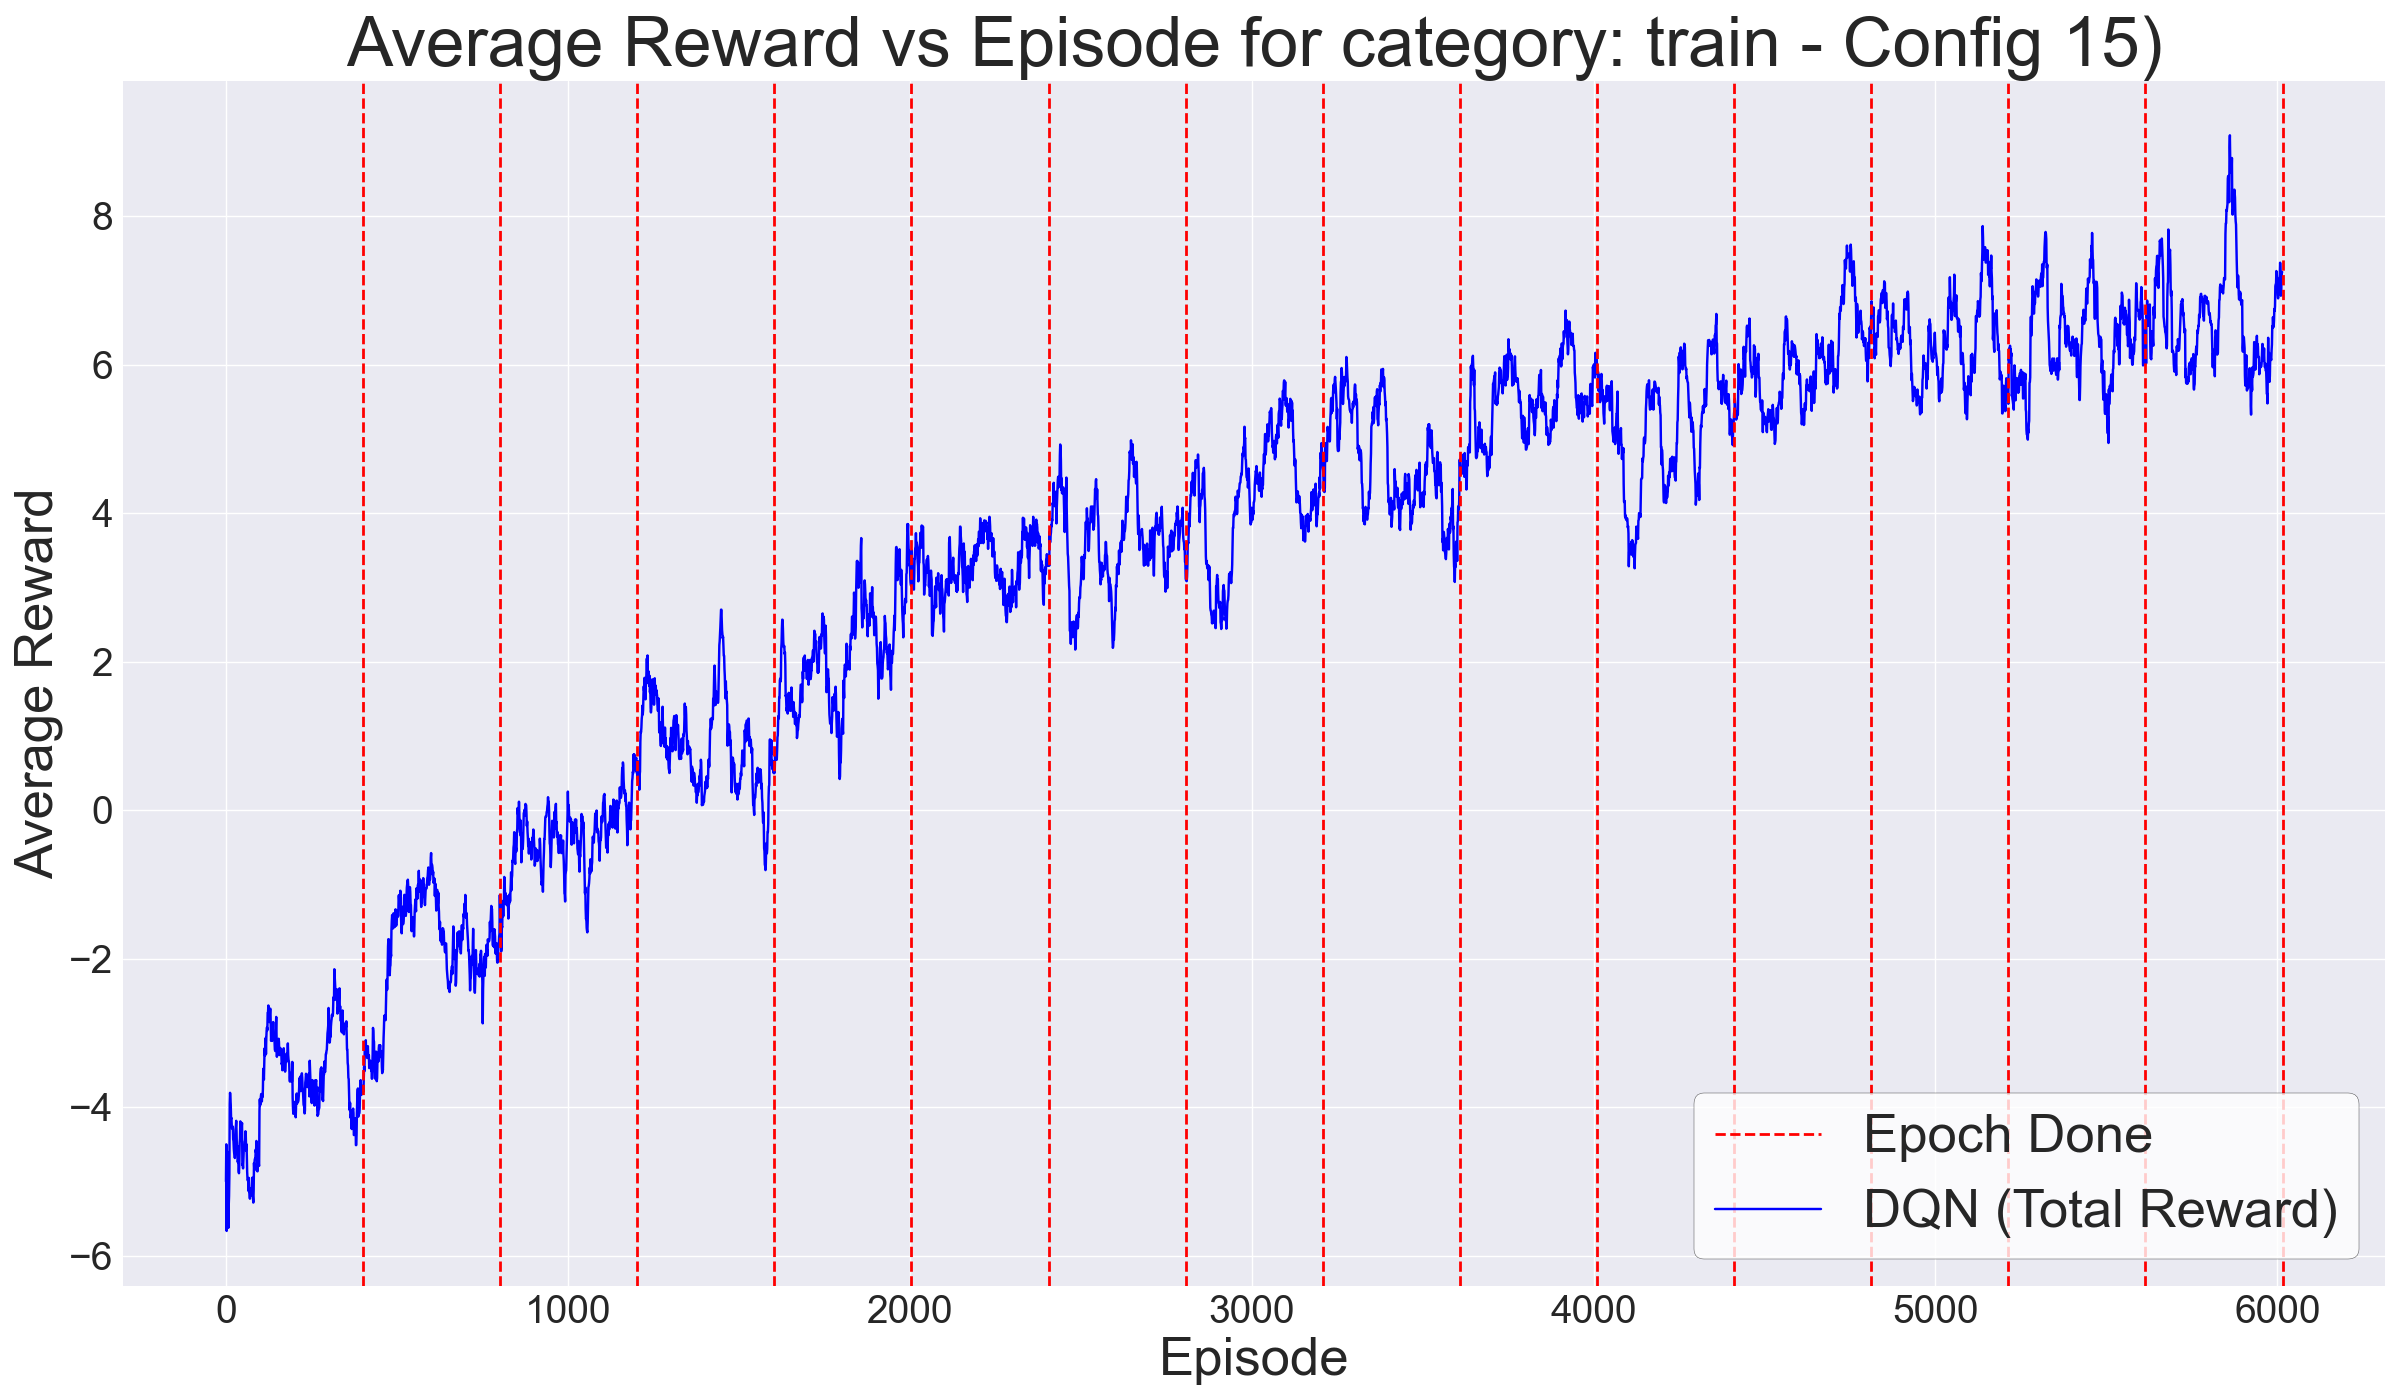 Average Reward vs Episode for category: train - Config 15)
Average Reward
8
6
4
2
0
−2
−4
−6
Epoch Done
DQN (Total Reward)
0 1000 2000 3000 4000 5000 6000
Episode